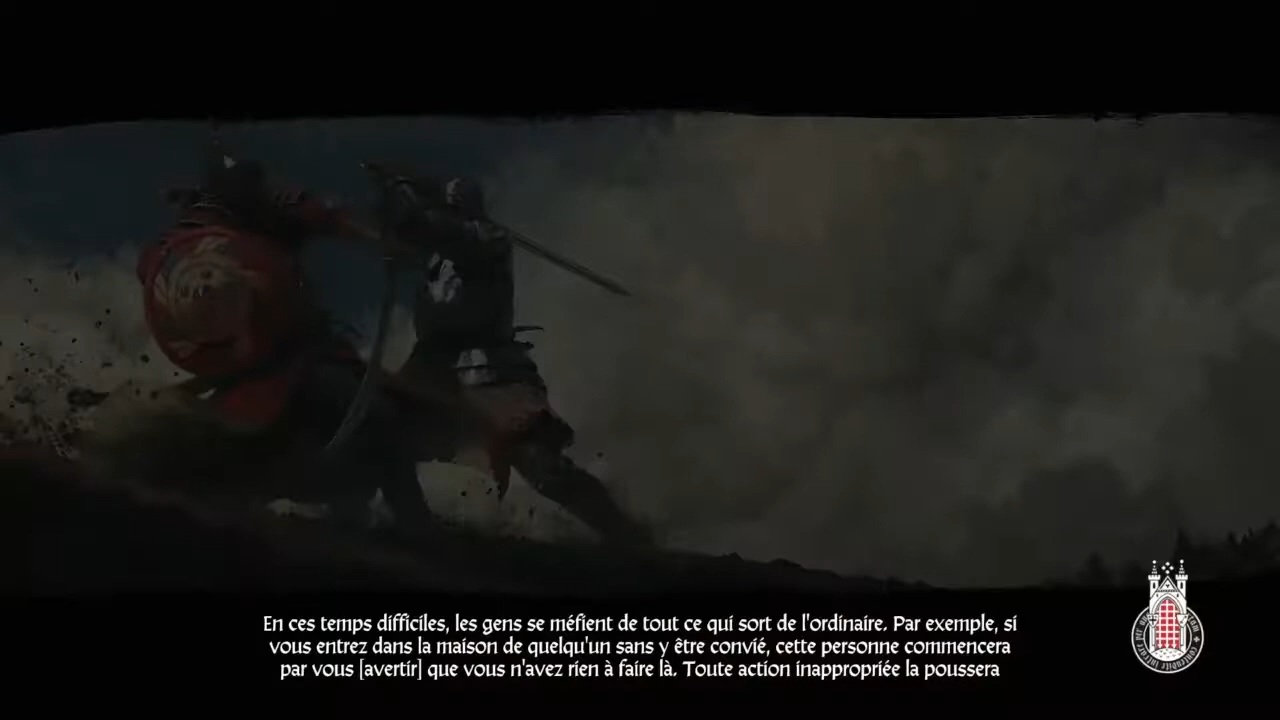 En ces temps difficiles, les gens se méfient de tout ce qui sort de l'ordinaire. Par exemple, si
vous entrez dans la maison de quelqu'un sans y être convié, cette personne commencera
par vous [avertir] que vous n'avez rien à faire là. Toute action inappropriée la poussera